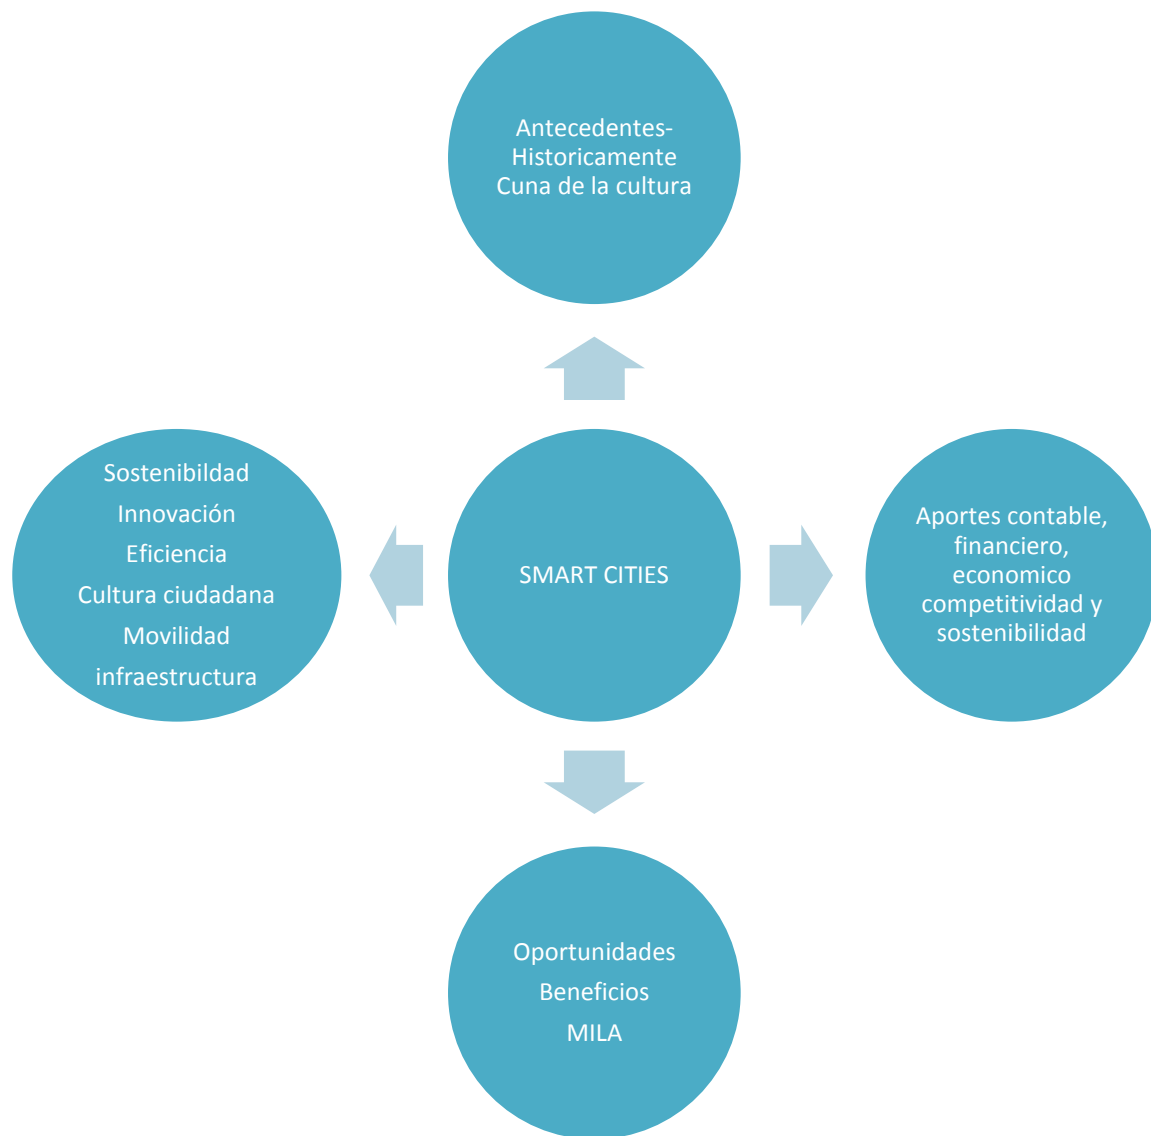 Antecedentes-
Historicamente
Cuna de la cultura
Sostenibildad
Innovación
Eficiencia
Cultura ciudadana
Movilidad
infraestructura
SMART CITIES
Aportes contable,
financiero,
economico
competitividad y
sostenibilidad
Oportunidades
Beneficios
MILA